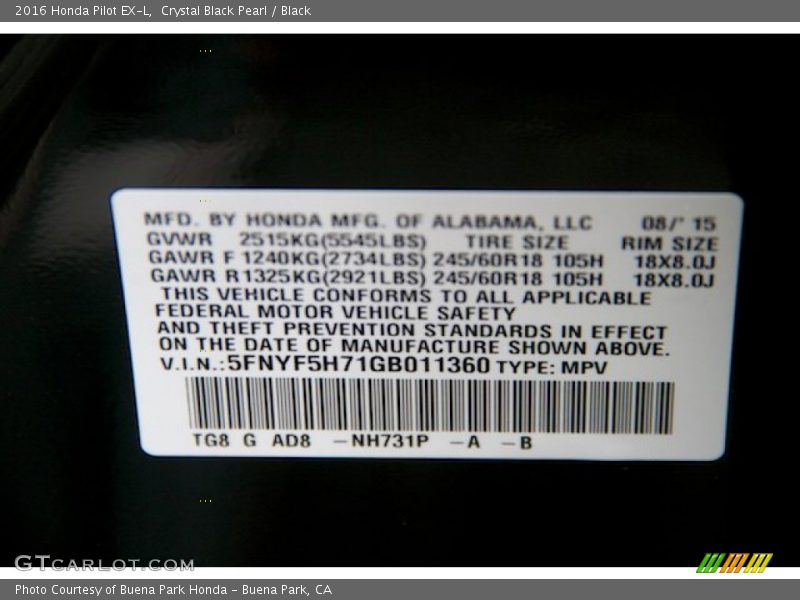 2016 Honda Pilot EX-L, Crystal Black Pearl / Black
MFD. BY HONDA MFG. OF ALABAMA, LLC 08/' 15
GVWR 2515KG(5545LBS) TIRE SIZE RIM SIZE
GAWR F 1240KG(2734LBS) 245/60R18 105H 18X8.0J
GAWR R 1325KG(2921LBS) 245/60R18 105H 18X8.0J
THIS VEHICLE CONFORMS TO ALL APPLICABLE
FEDERAL MOTOR VEHICLE SAFETY
AND THEFT PREVENTION STANDARDS IN EFFECT
ON THE DATE OF MANUFACTURE SHOWN ABOVE.
V.I.N.:5FNYF5H71GB011360 TYPE: MPV
TG8 G AD8 -NH731P -A -B
GTCARLOT.COM
Photo Courtesy of Buena Park Honda - Buena Park, CA